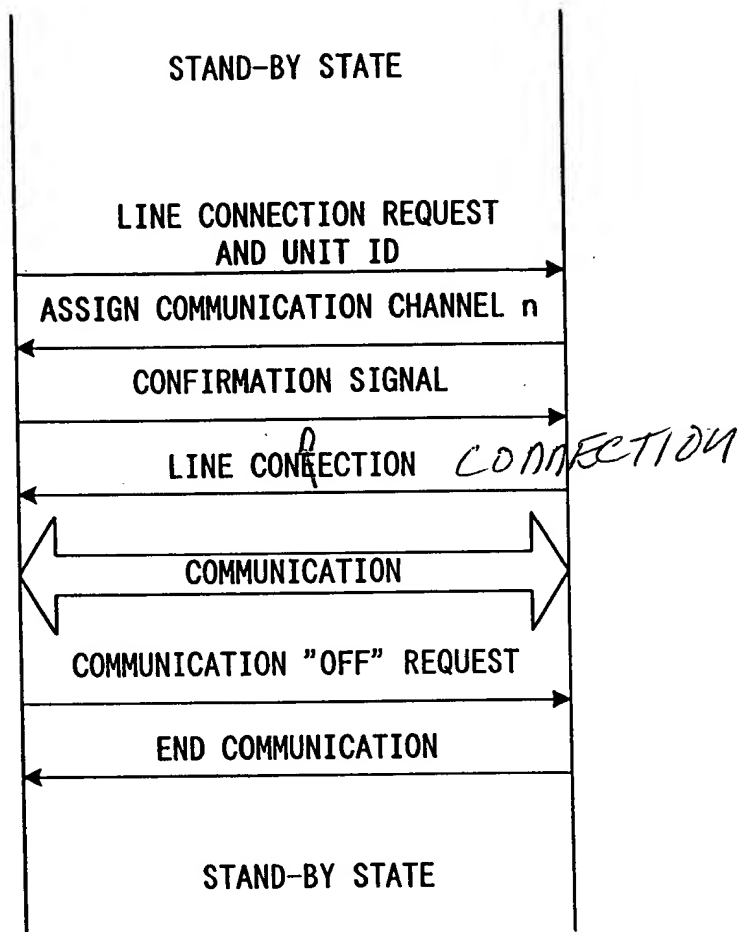 STAND-BY STATE
LINE CONNECTION REQUEST
AND UNIT ID
ASSIGN COMMUNICATION CHANNEL n
CONFIRMATION SIGNAL
LINE CONEECTION CONNECTION
COMMUNICATION
COMMUNICATION "OFF" REQUEST
END COMMUNICATION
STAND-BY STATE